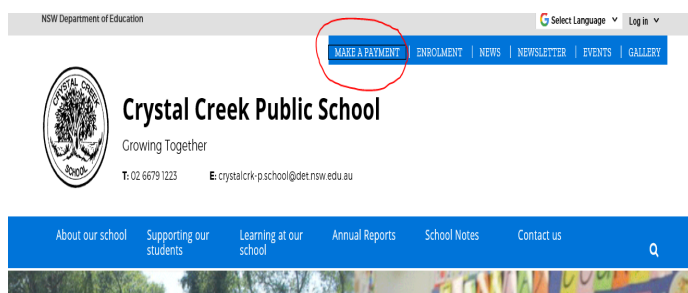 NSW Department of Education
Select Language
Log in
MAKE A PAYMENT | ENROLMENT | NEWS | NEWSLETTER | EVENTS | GALLERY
CRYSTAL CREEK
SCHOOL
Crystal Creek Public School
Growing Together
T: 02 6679 1223 E: crystalcrk-p.school@det.nsw.edu.au
About our school
Supporting our
students
Learning at our
school
Annual Reports
School Notes
Contact us